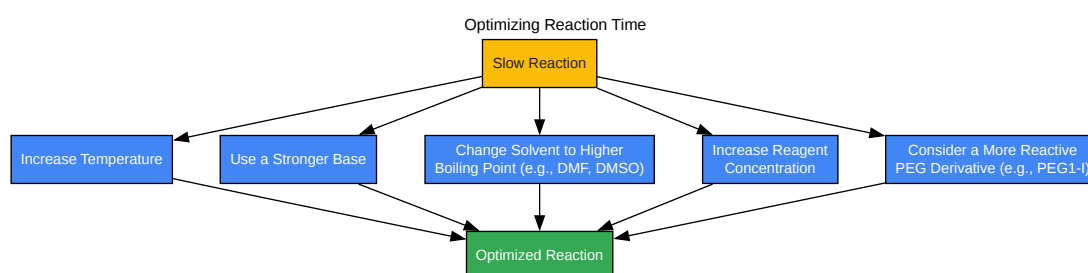 Optimizing Reaction Time
Slow Reaction
Increase Temperature
Use a Stronger Base
Change Solvent to Higher
Boiling Point (e.g., DMF, DMSO)
Increase Reagent
Concentration
Consider a More Reactive
PEG Derivative (e.g., PEG1-I)
Optimized Reaction